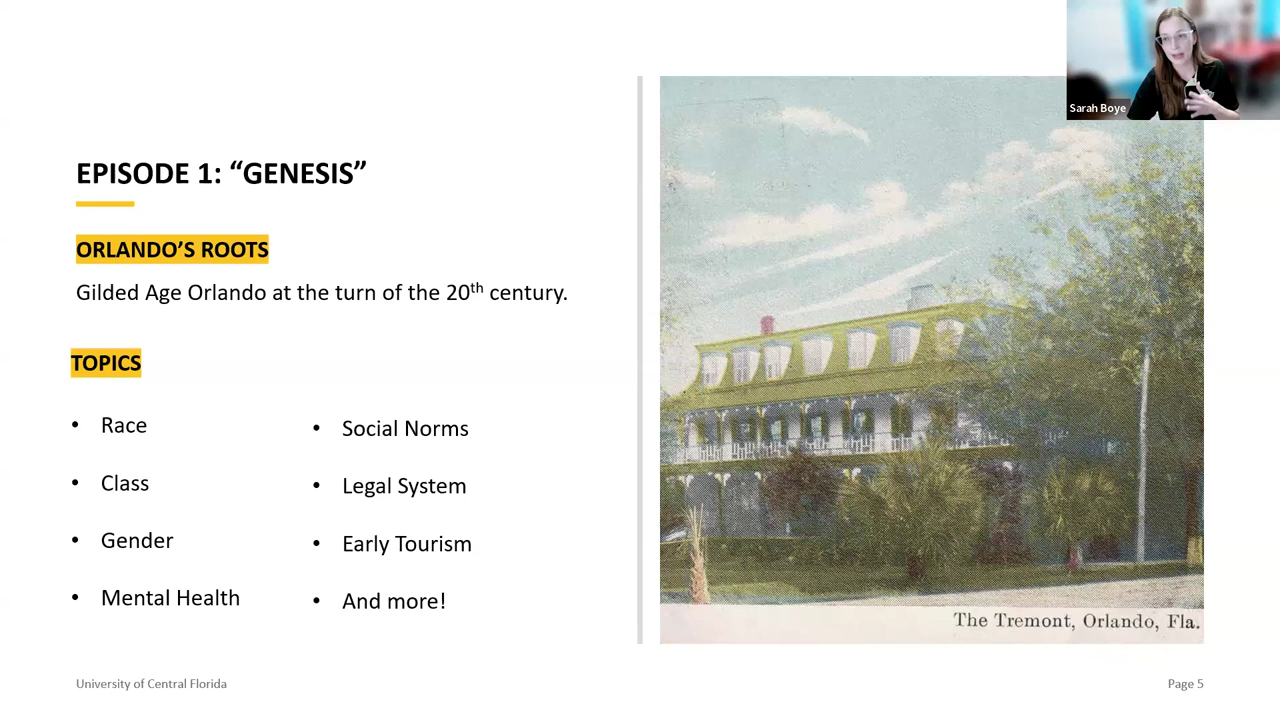 Sarah Boye
EPISODE 1: “GENESIS”
ORLANDO’S ROOTS
Gilded Age Orlando at the turn of the 20th century.
TOPICS
• Race
• Class
• Gender
• Mental Health
• Social Norms
• Legal System
• Early Tourism
• And more!
The Tremont, Orlando, Fla.
University of Central Florida
Page 5